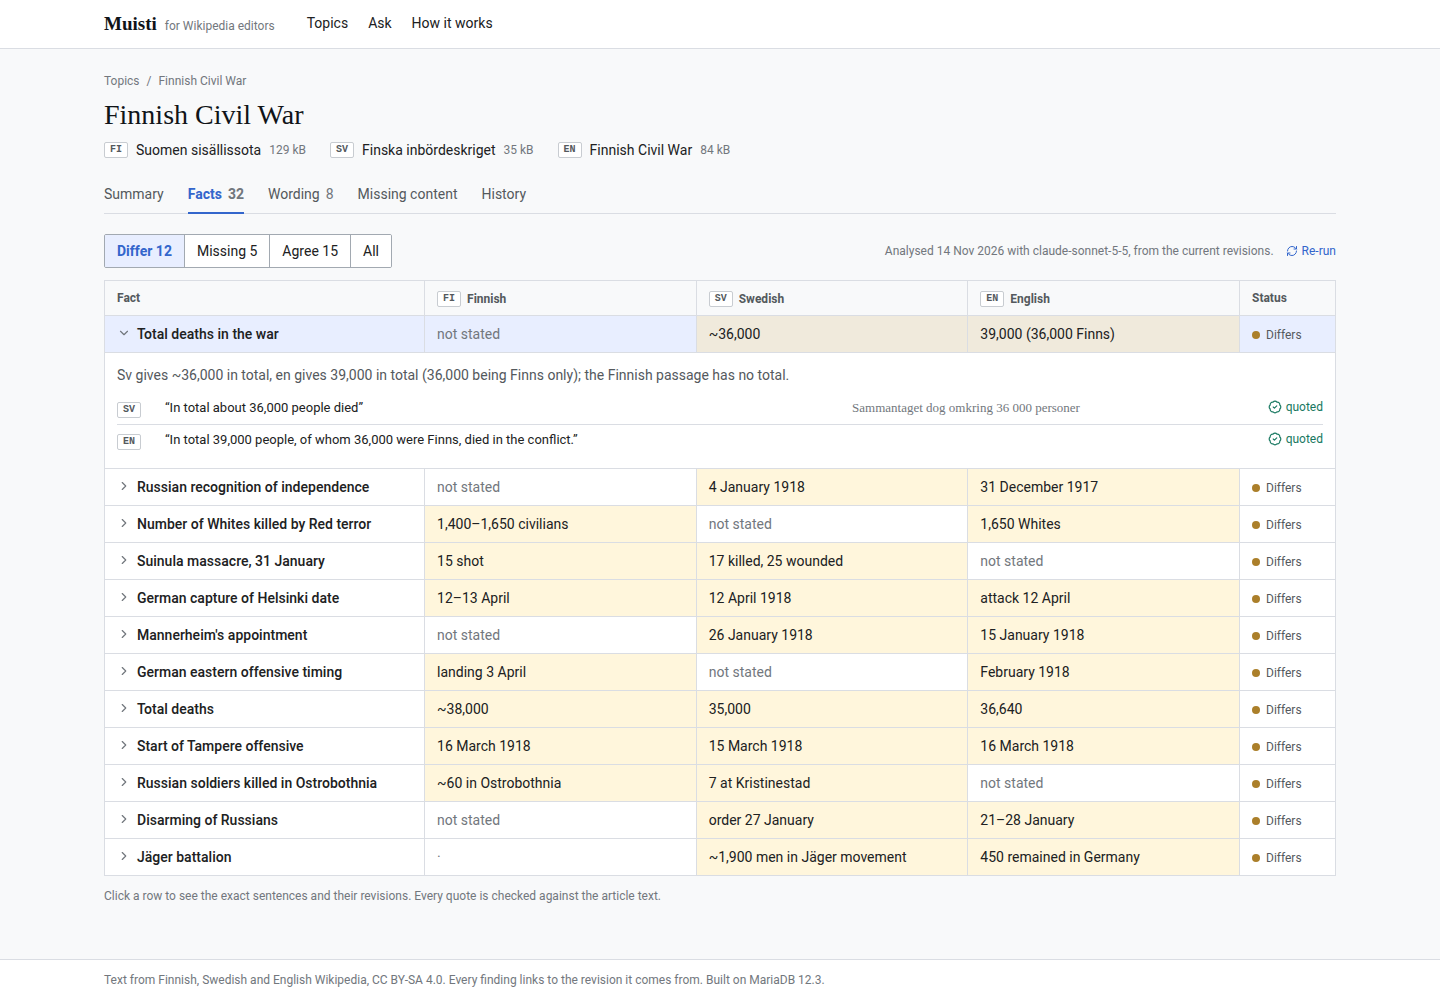 Muisti for Wikipedia editors Topics Ask How it works
Topics / Finnish Civil War
Finnish Civil War
FI Suomen sisällissota 129 kB SV Finska inbördeskriget 35 kB EN Finnish Civil War 84 kB
Summary Facts 32 Wording 8 Missing content History
Differ 12 Missing 5 Agree 15 All Analysed 14 Nov 2026 with claude-sonnet-5-5, from the current revisions. Re-run
Fact FI Finnish SV Swedish EN English Status
Total deaths in the war not stated ~36,000 39,000 (36,000 Finns) Differs
Sv gives ~36,000 in total, en gives 39,000 in total (36,000 being Finns only); the Finnish passage has no total.
SV “In total about 36,000 people died” Sammantaget dog omkring 36 000 personer quoted
EN “In total 39,000 people, of whom 36,000 were Finns, died in the conflict.” quoted
Russian recognition of independence not stated 4 January 1918 31 December 1917 Differs
Number of Whites killed by Red terror 1,400–1,650 civilians not stated 1,650 Whites Differs
Suinula massacre, 31 January 15 shot 17 killed, 25 wounded not stated Differs
German capture of Helsinki date 12–13 April 12 April 1918 attack 12 April Differs
Mannerheim's appointment not stated 26 January 1918 15 January 1918 Differs
German eastern offensive timing landing 3 April not stated February 1918 Differs
Total deaths ~38,000 35,000 36,640 Differs
Start of Tampere offensive 16 March 1918 15 March 1918 16 March 1918 Differs
Russian soldiers killed in Ostrobothnia ~60 in Ostrobothnia 7 at Kristinestad not stated Differs
Disarming of Russians not stated order 27 January 21–28 January Differs
Jäger battalion · ~1,900 men in Jäger movement 450 remained in Germany Differs
Click a row to see the exact sentences and their revisions. Every quote is checked against the article text.
Text from Finnish, Swedish and English Wikipedia, CC BY-SA 4.0. Every finding links to the revision it comes from. Built on MariaDB 12.3.